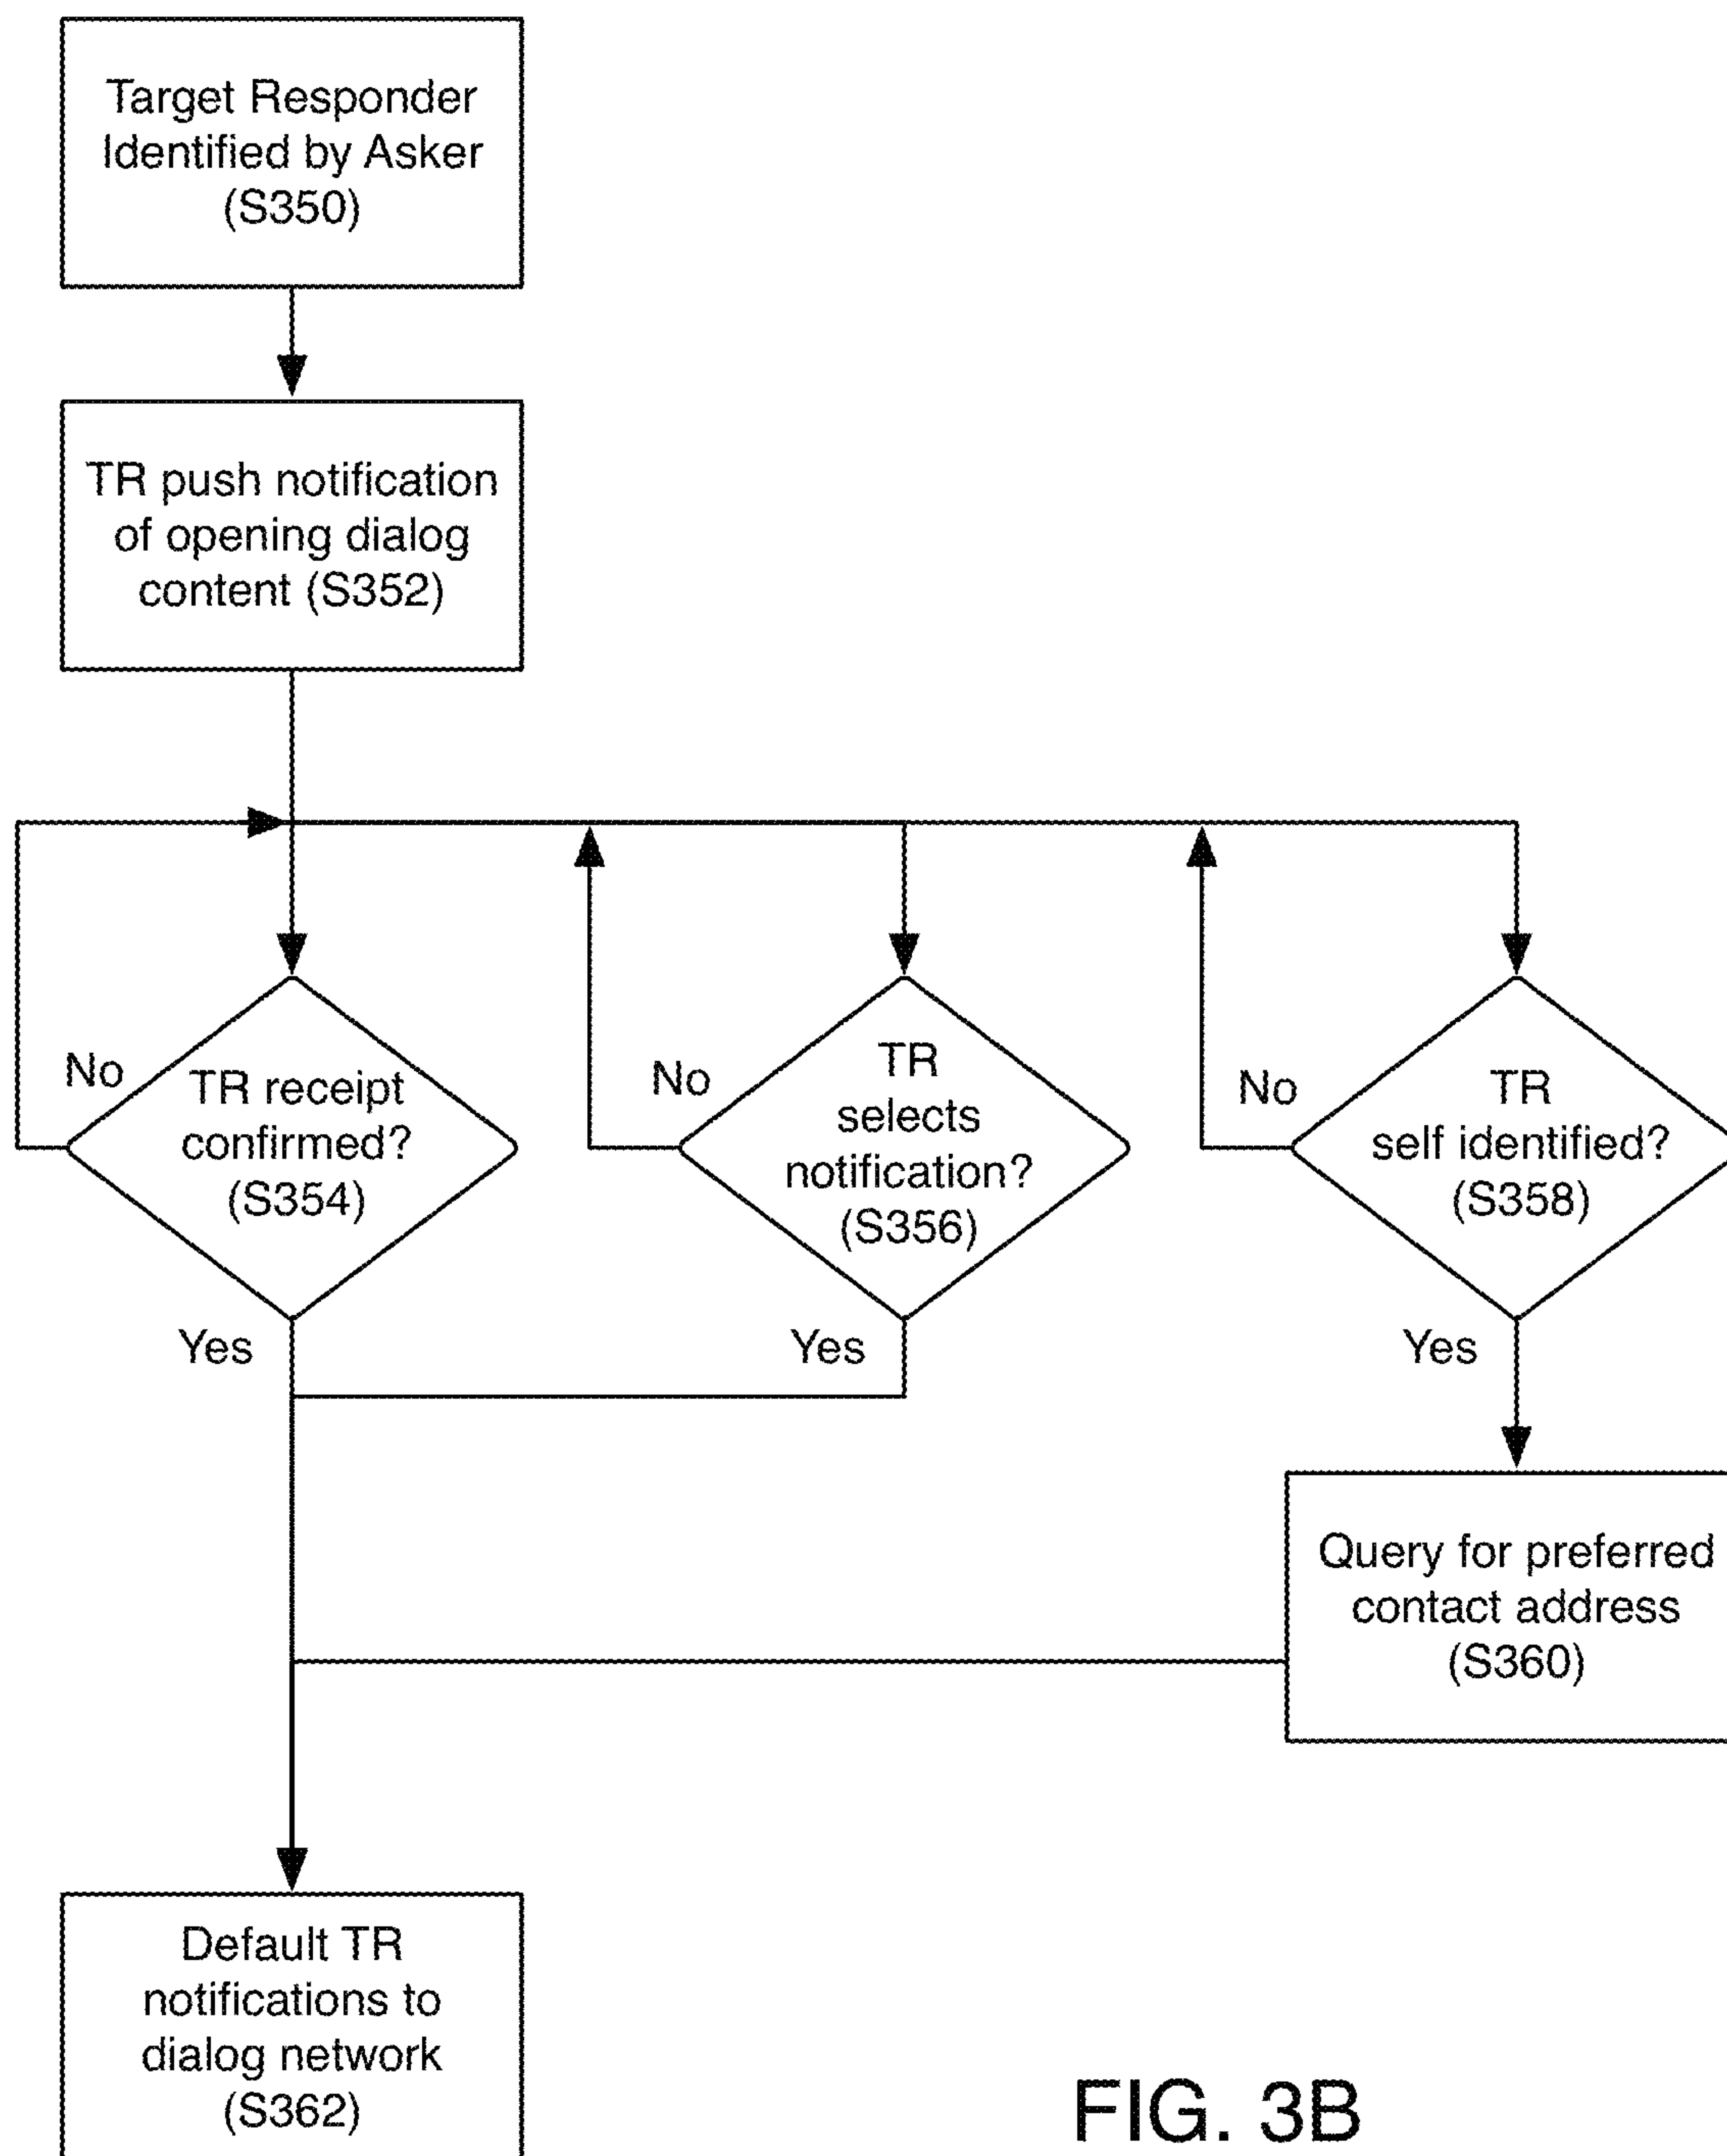 Target Responder
Identified by Asker
(S350)
TR push notification
of opening dialog
content (S352)
No
TR receipt
confirmed?
(S354)
Yes
No
TR
selects
notification?
(S356)
Yes
No
TR
self identified?
(S358)
Yes
Query for preferred
contact address
(S360)
Default TR
notifications to
dialog network
(S362)
FIG. 3B